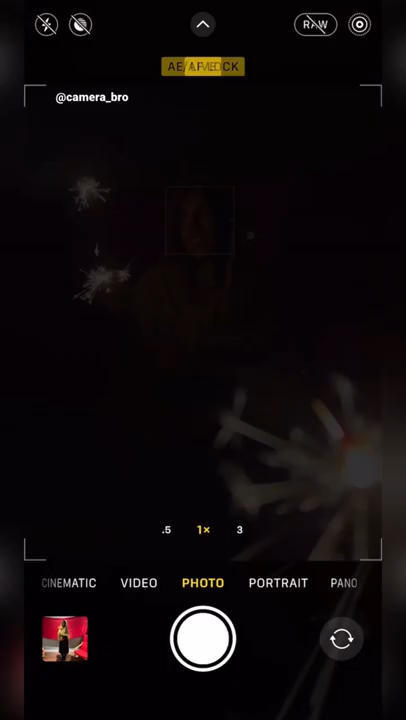 RAW
AE/AF LOCK
@camera_bro
.5 1× 3
CINEMATIC VIDEO PHOTO PORTRAIT PANO